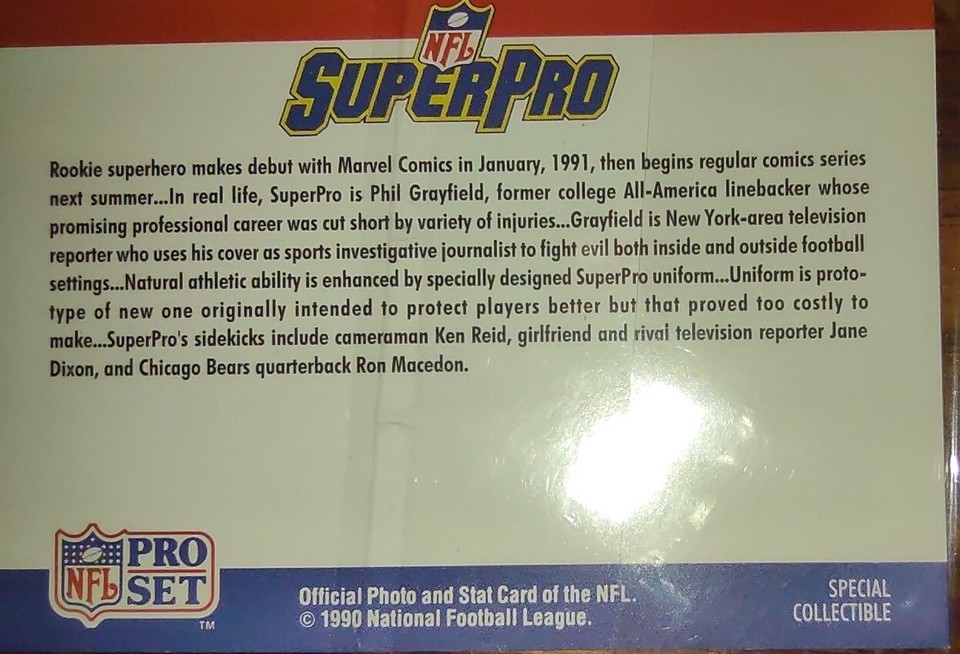 NFL
SUPERPRO
Rookie superhero makes debut with Marvel Comics in January, 1991, then begins regular comics series
next summer...In real life, SuperPro is Phil Grayfield, former college All-America linebacker whose
promising professional career was cut short by variety of injuries...Grayfield is New York-area television
reporter who uses his cover as sports investigative journalist to fight evil both inside and outside football
settings...Natural athletic ability is enhanced by specially designed SuperPro uniform...Uniform is proto-
type of new one originally intended to protect players better but that proved too costly to
make...SuperPro's sidekicks include cameraman Ken Reid, girlfriend and rival television reporter Jane
Dixon, and Chicago Bears quarterback Ron Macedon.
NFL PRO SET TM
Official Photo and Stat Card of the NFL.
© 1990 National Football League.
SPECIAL
COLLECTIBLE